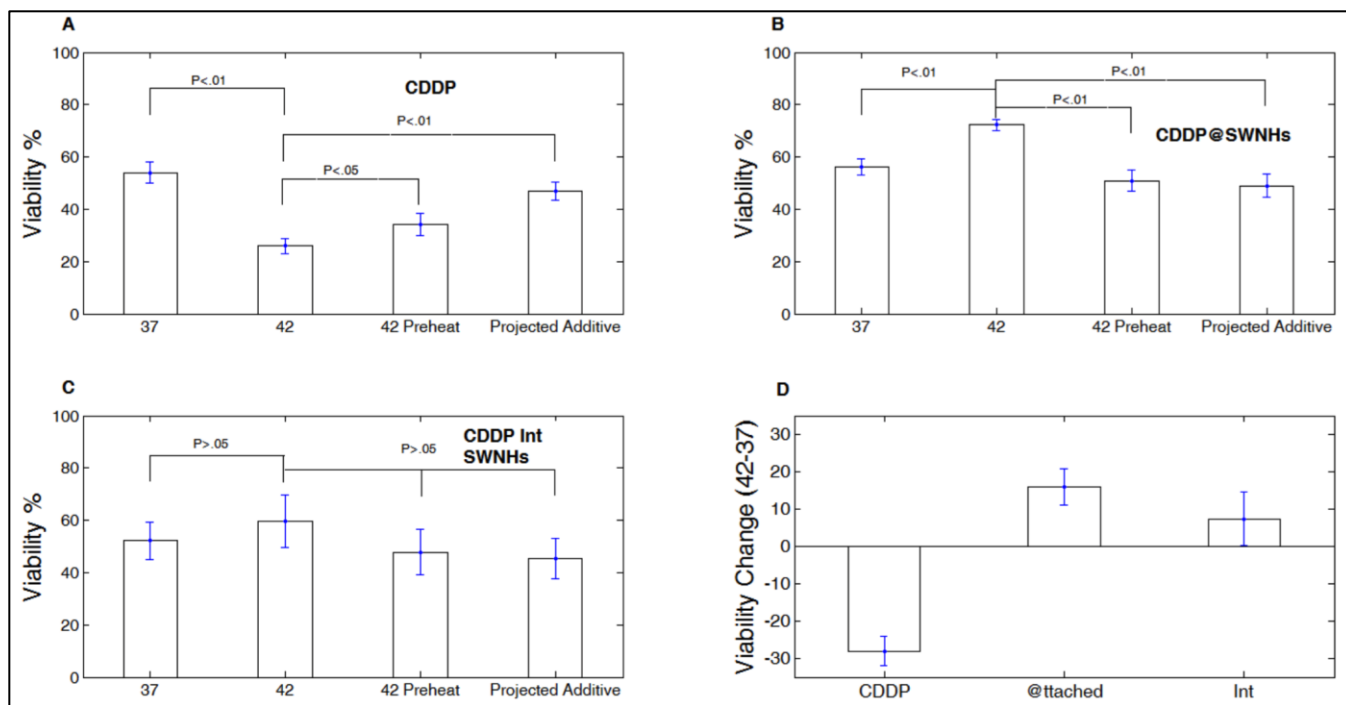 A
Viability %
100
80
60
40
20
0
P<.01
CDDP
P<.01
P<.05
37
42
42 Preheat
Projected Additive
B
Viability %
100
80
60
40
20
0
P<.01
P<.01
P<.01
CDDP@SWNHs
37
42
42 Preheat
Projected Additive
C
Viability %
100
80
60
40
20
0
P>.05
P>.05
CDDP Int
SWNHs
37
42
42 Preheat
Projected Additive
D
Viability Change (42-37)
30
20
10
0
-10
-20
-30
CDDP
@ttached
Int